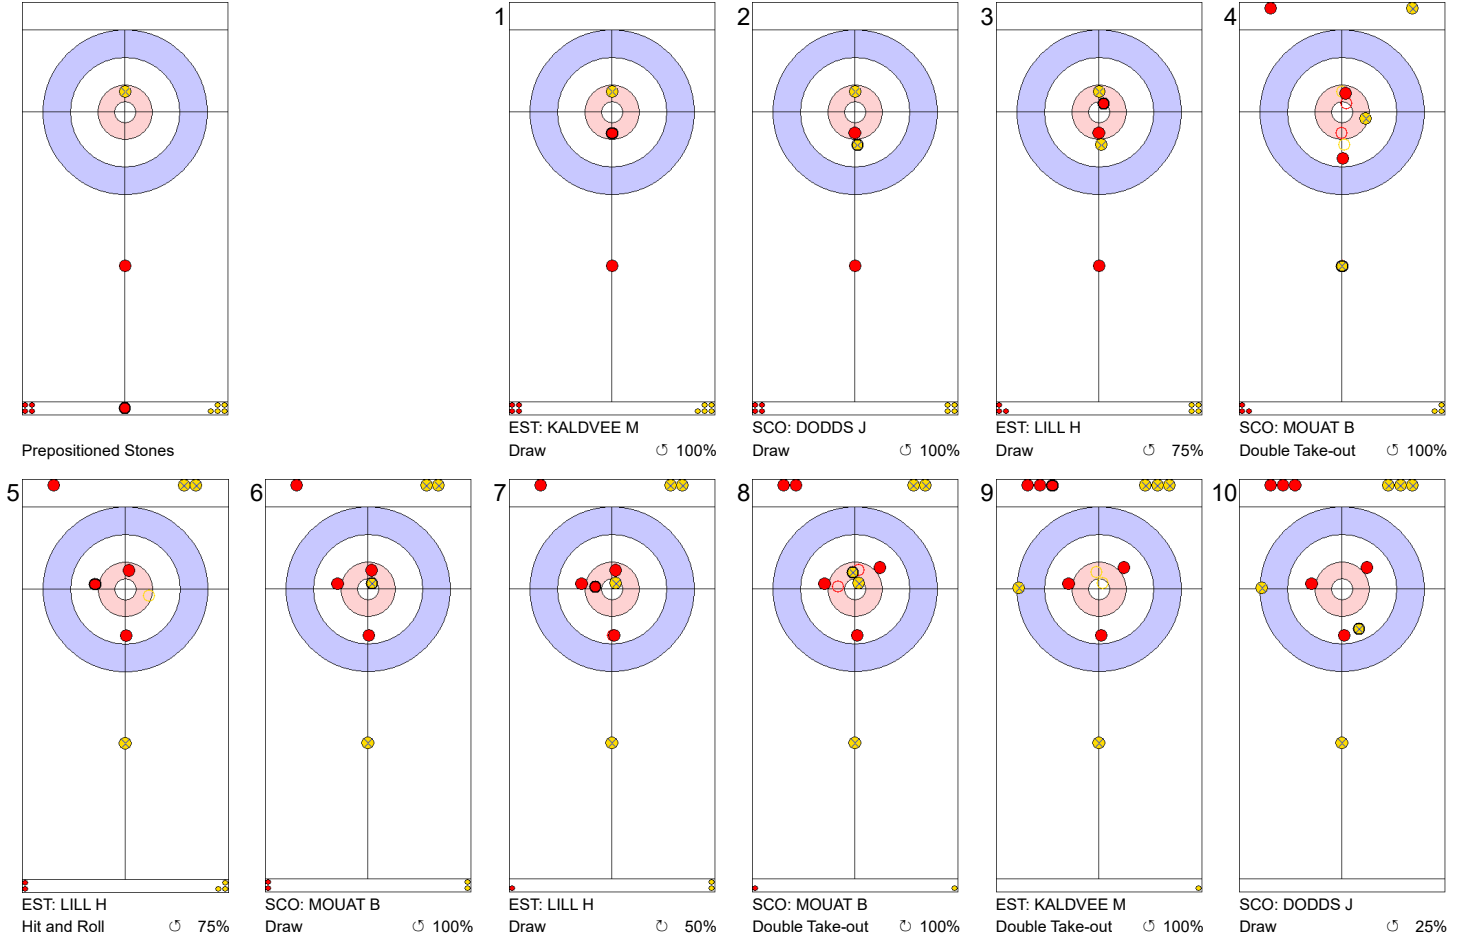 Prepositioned Stones
1
EST: KALDVEE M
Draw 100%
2
SCO: DODDS J
Draw 100%
3
EST: LILL H
Draw 75%
4
SCO: MOUAT B
Double Take-out 100%
5
EST: LILL H
Hit and Roll 75%
6
SCO: MOUAT B
Draw 100%
7
EST: LILL H
Draw 50%
8
SCO: MOUAT B
Double Take-out 100%
9
EST: KALDVEE M
Double Take-out 100%
10
SCO: DODDS J
Draw 25%